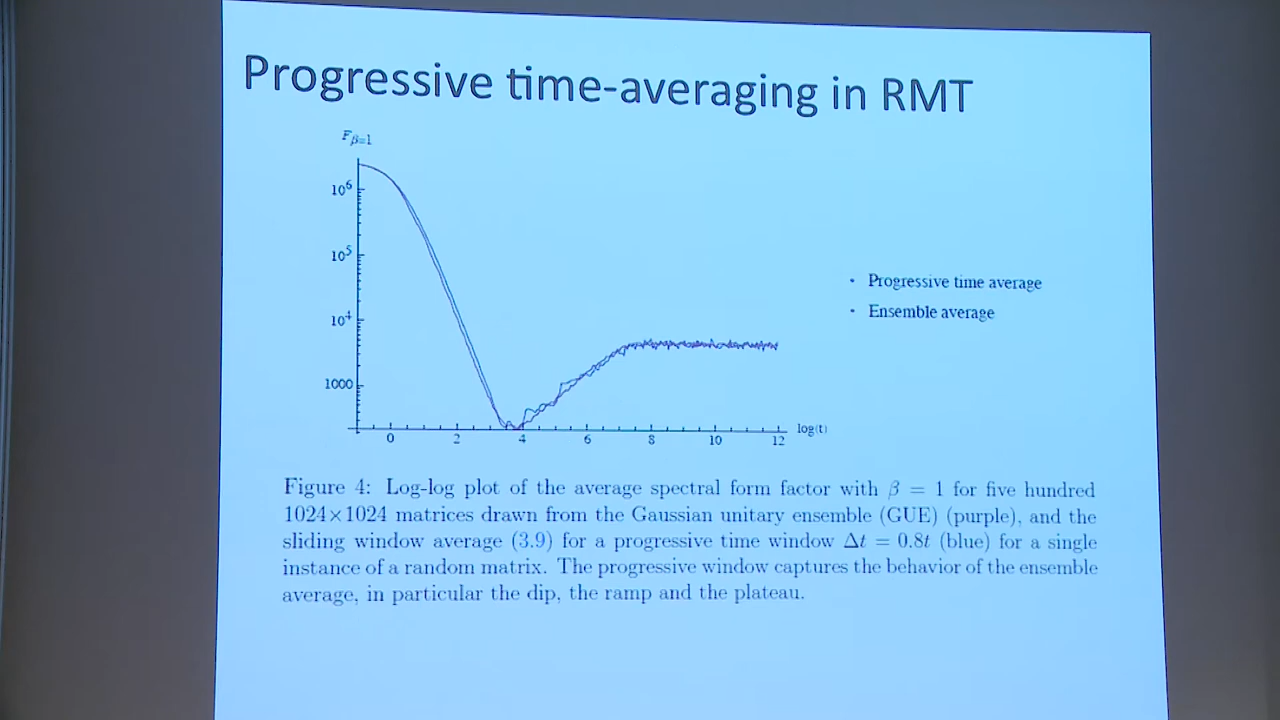 Progressive time-averaging in RMT
F β=1
10^6
10^5
10^4
1000
0 2 4 6 8 10 12 log(t)
• Progressive time average
• Ensemble average
Figure 4: Log-log plot of the average spectral form factor with β = 1 for five hundred
1024×1024 matrices drawn from the Gaussian unitary ensemble (GUE) (purple), and the
sliding window average (3.9) for a progressive time window Δt = 0.8t (blue) for a single
instance of a random matrix. The progressive window captures the behavior of the ensemble
average, in particular the dip, the ramp and the plateau.